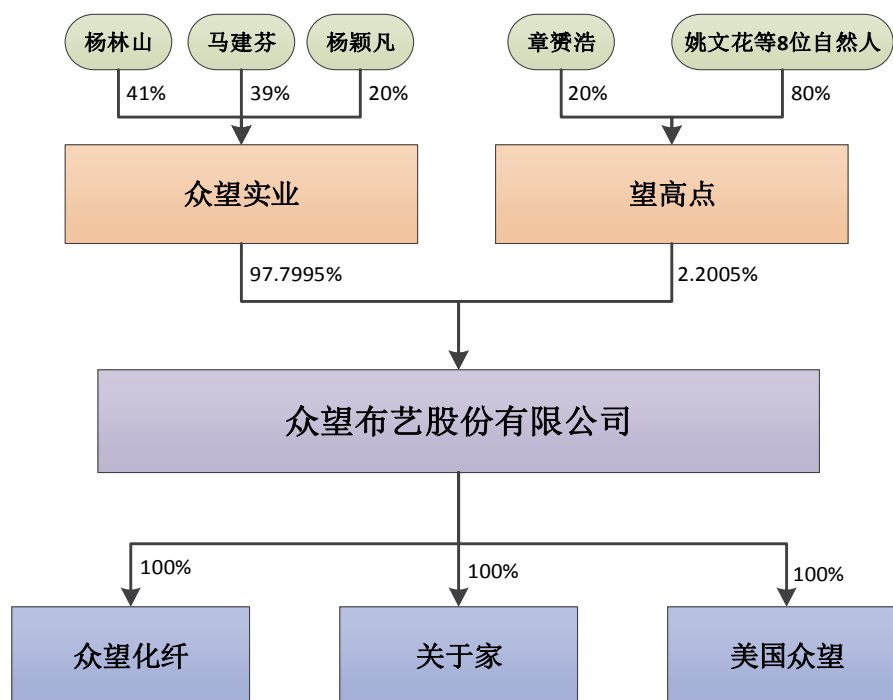 杨林山
马建芬
杨颖凡
章赟浩
姚文花等8位自然人
41%
39%
20%
20%
80%
众望实业
望高点
97.7995%
2.2005%
众望布艺股份有限公司
100%
100%
100%
众望化纤
关于家
美国众望